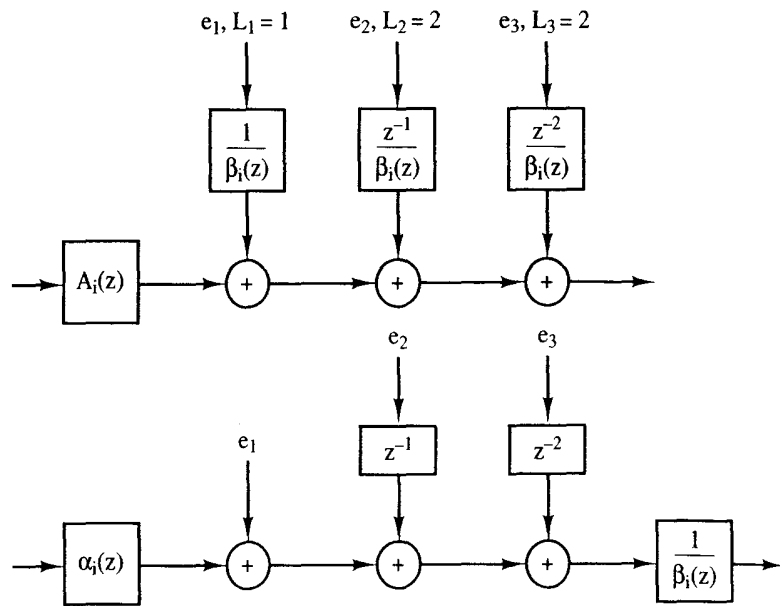 e₁, L₁ = 1
e₂, L₂ = 2
e₃, L₃ = 2
1
βᵢ(z)
z⁻¹
βᵢ(z)
z⁻²
βᵢ(z)
Aᵢ(z)
+
+
+
e₂
e₃
z⁻¹
z⁻²
e₁
αᵢ(z)
+
+
+
1
βᵢ(z)